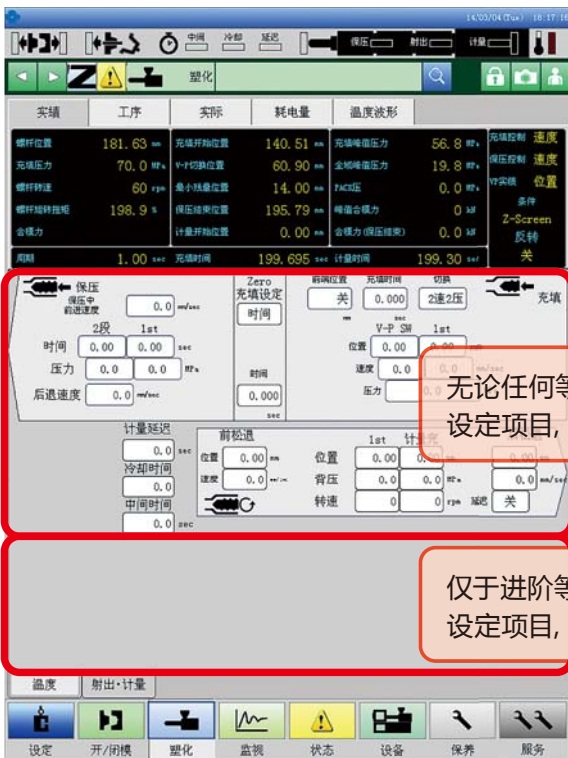 14/03/04(Tue) 18:17:16
中间 冷却 延迟 保压 射出 计量
塑化
实绩 工序 实际 耗电量 温度波形
螺杆位置 181.63 mm 充填开始位置 140.51 mm 充填峰值压力 56.8 MPa 充填控制 速度
充填压力 70.0 MPa V-P切换位置 60.90 mm 全域峰值压力 19.8 MPa 保压控制 速度
螺杆转速 60 rpm 最小残量位置 14.00 mm PACK压 0.0 MPa VP实绩 位置
螺杆旋转扭矩 198.9 % 保压结束位置 195.79 mm 峰值合模力 0 kN 条件
合模力 计量开始位置 0.00 mm 合模力(保压结束) 0.0 kN Z-Screen
反转
周期 1.00 sec 充填时间 199.695 sec 计量时间 199.30 sec 关
保压
保压中
前进速度 0.0 mm/sec
2段 1st
时间 0.00 0.00 sec
压力 0.0 0.0 MPa
后退速度 0.0 mm/sec
Zero
充填设定
时间
时间
0.000
sec
前端位置 充填时间 切换 充填
关 0.000 2速2压
mm sec
V-P SW 1st
位置 0.00 0.00 mm
速度 0.0 0.0 mm/sec
压力 0.0
无论任何等
设定项目,
计量延迟
0.0 sec
冷却时间
0.0
中间时间
0.0 sec
前松退 1st 计量完
位置 0.00 mm 位置 0.00 0.00 mm 0.00 mm
速度 0.0 背压 0.0 0.0 MPa 0.0 mm/sec
转速 0 0 rpm 延迟 关
仅于进阶等
设定项目,
温度 射出·计量
设定 开/闭模 塑化 监视 状态 设备 保养 服务